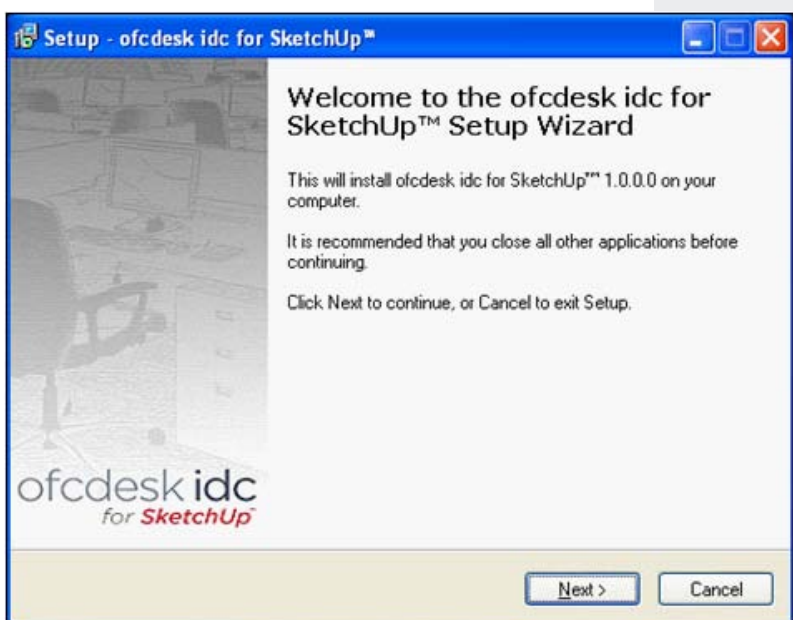 Setup - ofcdesk idc for SketchUp™
Welcome to the ofcdesk idc for
SketchUp™ Setup Wizard
This will install ofcdesk idc for SketchUp™ 1.0.0.0 on your
computer.
It is recommended that you close all other applications before
continuing.
Click Next to continue, or Cancel to exit Setup.
ofcdesk idc
for SketchUp™
Next >
Cancel